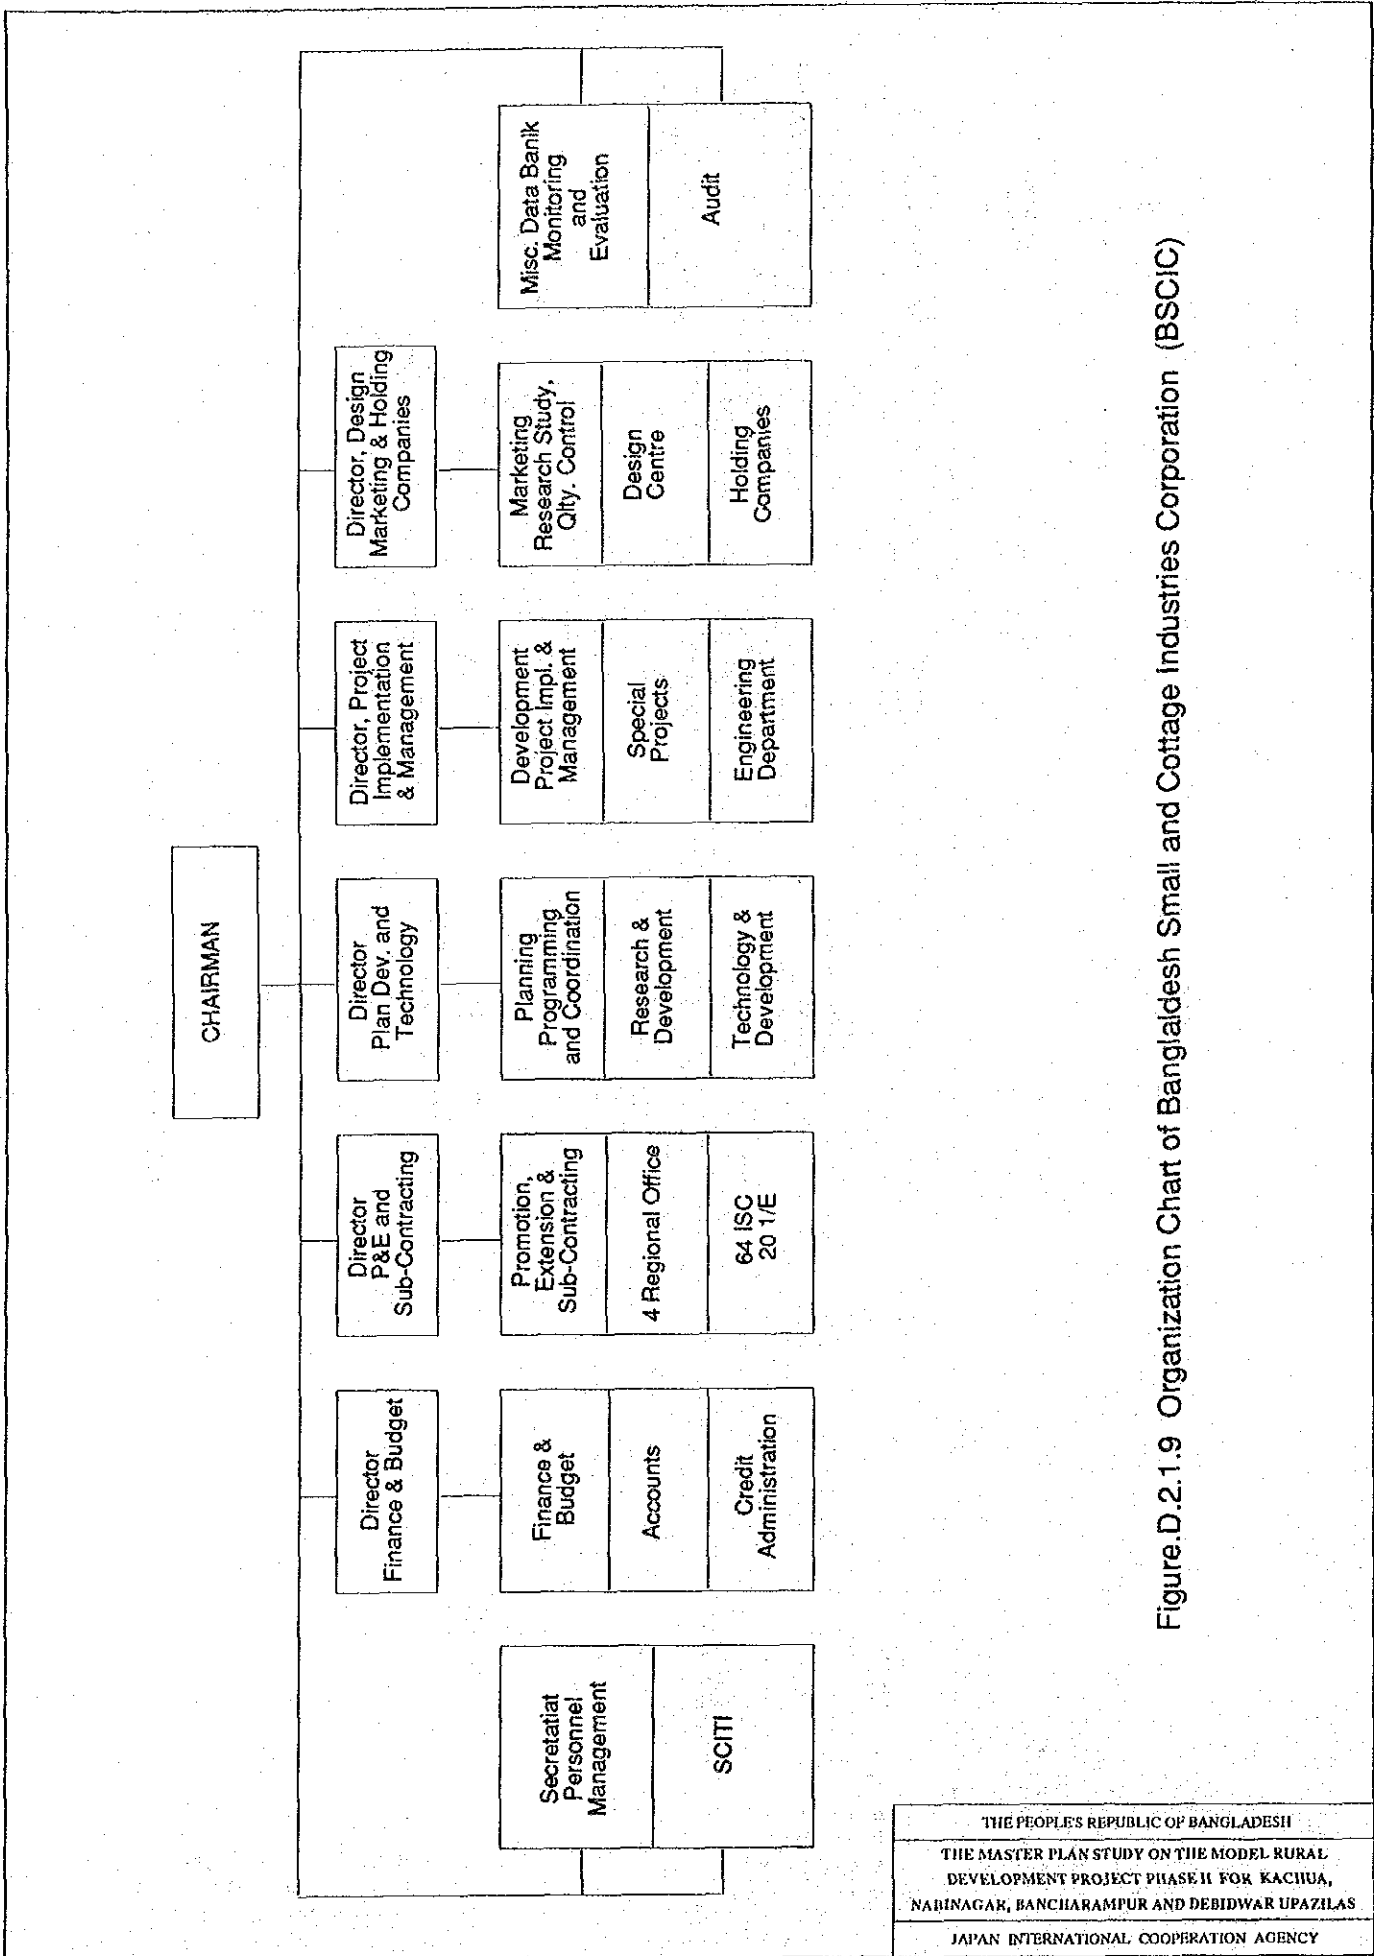 CHAIRMAN
Director
Finance & Budget
Director
P&E and
Sub-Contracting
Director
Plan Dev. and
Technology
Director, Project
Implementation
& Management
Director, Design
Marketing & Holding
Companies
Secretatiat
Personnel
Management
SCITI
Finance &
Budget
Accounts
Credit
Administration
Promotion,
Extension &
Sub-Contracting
4 Regional Office
64 ISC
20 1/E
Planning
Programming
and Coordination
Research &
Development
Technology &
Development
Development
Project Impl. &
Management
Special
Projects
Engineering
Department
Marketing
Research Study,
Qlty. Control
Design
Centre
Holding
Companies
Misc. Data Banik
Monitoring
and
Evaluation
Audit
Figure.D.2.1.9 Organization Chart of Banglaldesh Small and Cottage Industries Corporation (BSCIC)
THE PEOPLE'S REPUBLIC OF BANGLADESH
THE MASTER PLAN STUDY ON THE MODEL RURAL
DEVELOPMENT PROJECT PHASE II FOR KACHUA,
NABINAGAR, BANCHARAMPUR AND DEBIDWAR UPAZILAS
JAPAN INTERNATIONAL COOPERATION AGENCY